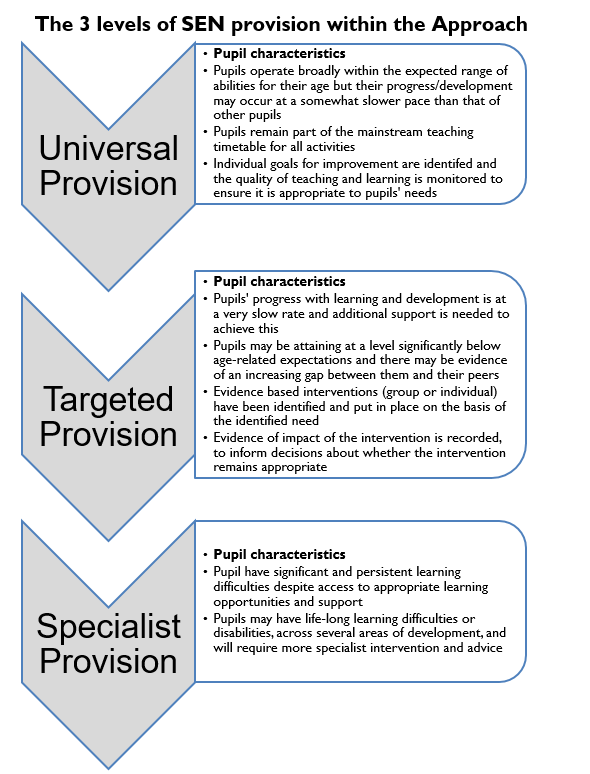 The 3 levels of SEN provision within the Approach
Universal
Provision
• Pupil characteristics
• Pupils operate broadly within the expected range of
abilities for their age but their progress/development
may occur at a somewhat slower pace than that of
other pupils
• Pupils remain part of the mainstream teaching
timetable for all activities
• Individual goals for improvement are identifed and
the quality of teaching and learning is monitored to
ensure it is appropriate to pupils' needs
Targeted
Provision
• Pupil characteristics
• Pupils' progress with learning and development is at
a very slow rate and additional support is needed to
achieve this
• Pupils may be attaining at a level significantly below
age-related expectations and there may be evidence
of an increasing gap between them and their peers
• Evidence based interventions (group or individual)
have been identified and put in place on the basis of
the identified need
• Evidence of impact of the intervention is recorded,
to inform decisions about whether the intervention
remains appropriate
Specialist
Provision
• Pupil characteristics
• Pupil have significant and persistent learning
difficulties despite access to appropriate learning
opportunities and support
• Pupils may have life-long learning difficulties or
disabilities, across several areas of development, and
will require more specialist intervention and advice